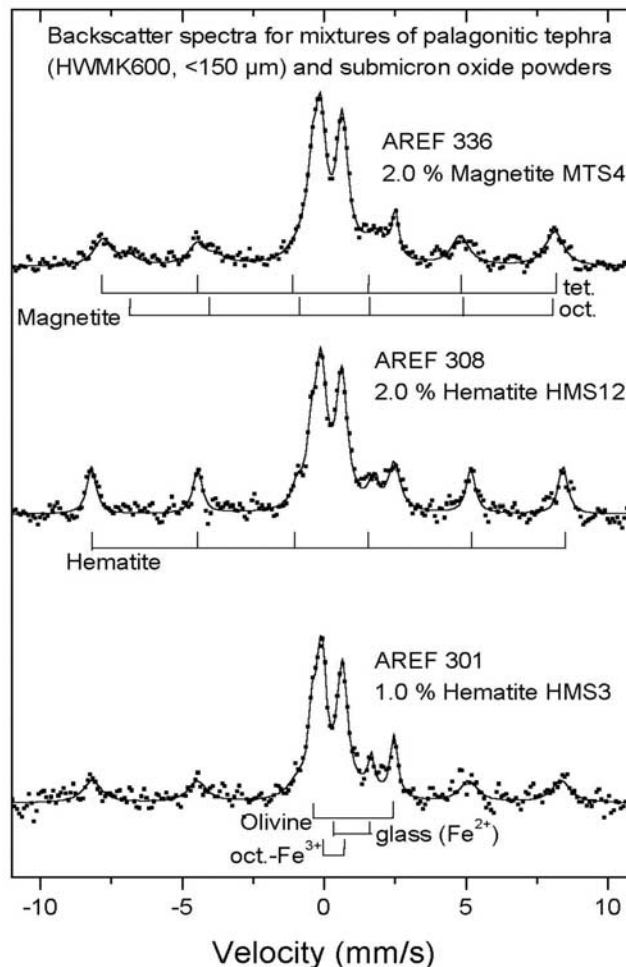 Backscatter spectra for mixtures of palagonitic tephra
(HWMK600, <150 µm) and submicron oxide powders
AREF 336
2.0 % Magnetite MTS4
tet.
Magnetite
oct.
AREF 308
2.0 % Hematite HMS12
Hematite
AREF 301
1.0 % Hematite HMS3
Olivine
glass (Fe²⁺)
oct.-Fe³⁺
-10 -5 0 5 10
Velocity (mm/s)